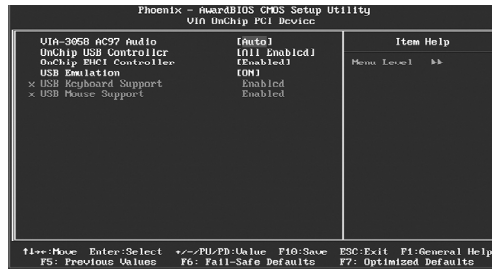 Phoenix - AwardBIOS CMOS Setup Utility
VIA OnChip PCI Device
VIA-3058 AC97 Audio [Auto]
OnChip USB Controller [All Enabled]
OnChip EHCI Controller [Enabled]
USB Emulation [ON]
x USB Keyboard Support Enabled
x USB Mouse Support Enabled
Item Help
Menu Level ▶▶
↑↓→←:Move Enter:Select +/-/PU/PD:Value F10:Save ESC:Exit F1:General Help
F5: Previous Values F6: Fail-Safe Defaults F7: Optimized Defaults